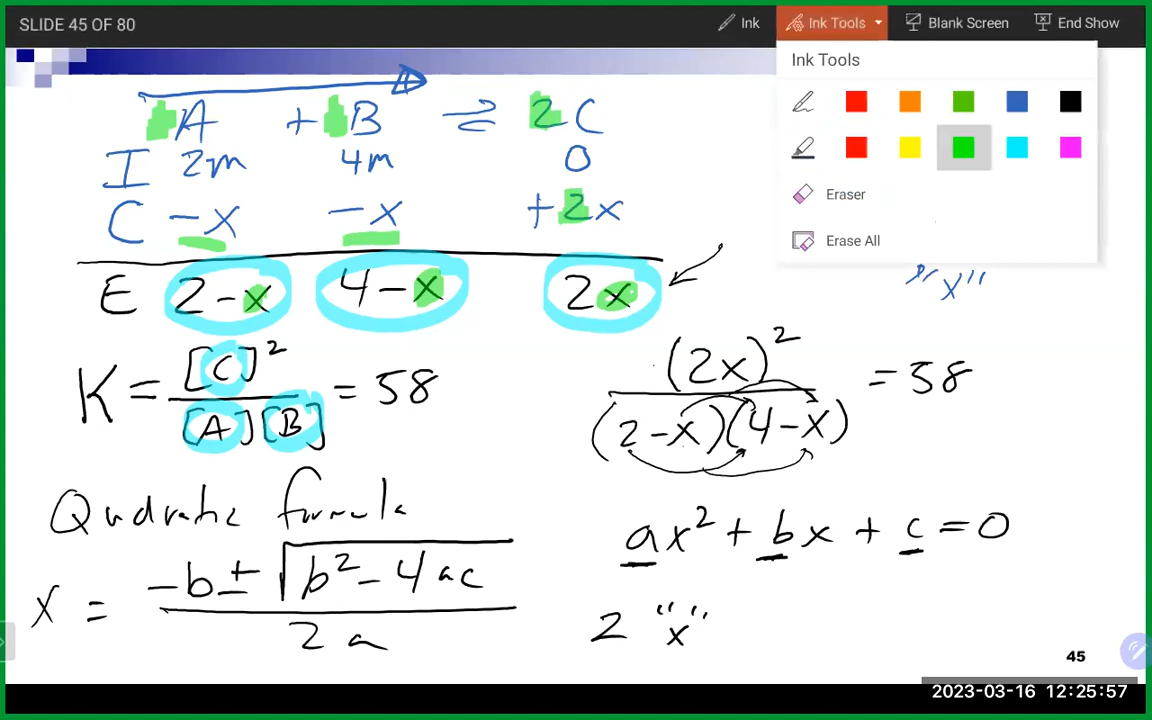 SLIDE 45 OF 80 Ink Ink Tools Blank Screen End Show
Ink Tools
Eraser
Erase All
A + B ⇌ 2C
I 2m 4m 0
C -x -x +2x
E 2-x 4-x 2x
"x"
K = [C]² / [A][B] = 58
(2x)² / (2-x)(4-x) = 58
Quadratic formula
ax² + bx + c = 0
x = -b ± √b² - 4ac / 2a
2 "x"
45
2023-03-16 12:25:57